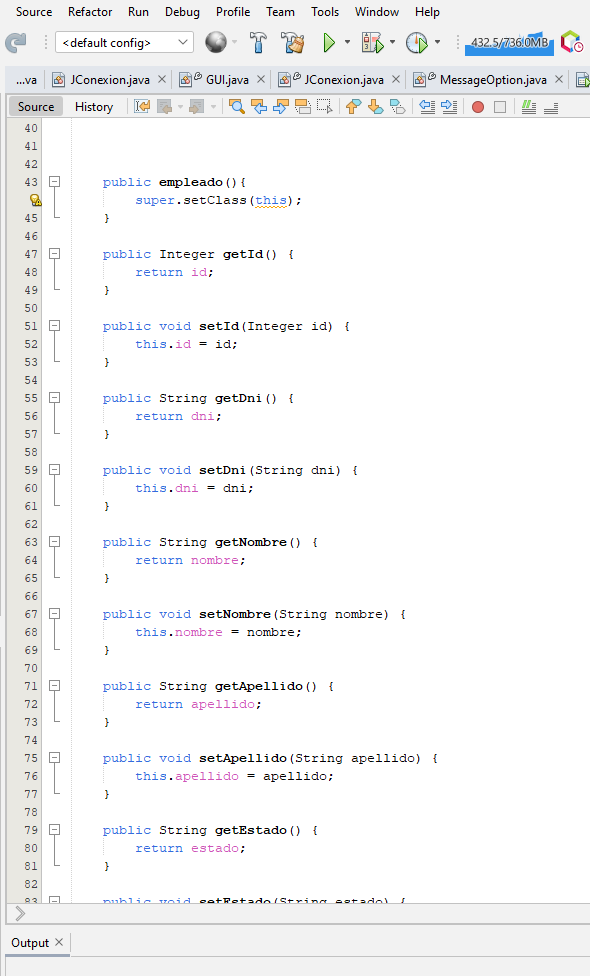 Source Refactor Run Debug Profile Team Tools Window Help
<default config> 432.5/736.0MB
...va JConexion.java GUI.java JConexion.java MessageOption.java
Source History
40
41
42
43 public empleado(){
super.setClass(this);
45 }
46
47 public Integer getId() {
48 return id;
49 }
50
51 public void setId(Integer id) {
52 this.id = id;
53 }
54
55 public String getDni() {
56 return dni;
57 }
58
59 public void setDni(String dni) {
60 this.dni = dni;
61 }
62
63 public String getNombre() {
64 return nombre;
65 }
66
67 public void setNombre(String nombre) {
68 this.nombre = nombre;
69 }
70
71 public String getApellido() {
72 return apellido;
73 }
74
75 public void setApellido(String apellido) {
76 this.apellido = apellido;
77 }
78
79 public String getEstado() {
80 return estado;
81 }
82
83 public void setEstado(String estado) {
Output